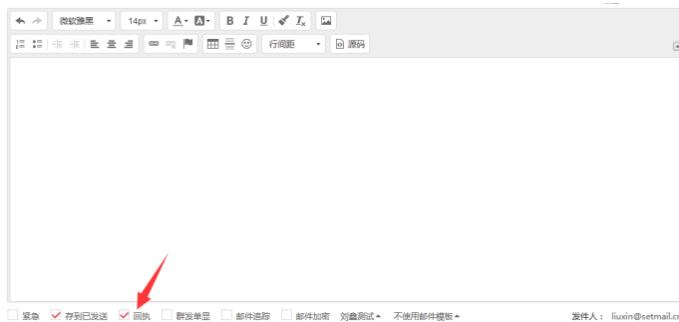 微软雅黑 14px A A B I U Tx
行间距 源码
紧急 存到已发送 回执 群发单显 邮件追踪 邮件加密 刘鑫测试 不使用邮件模板 发件人： liuxin@setmail.cn